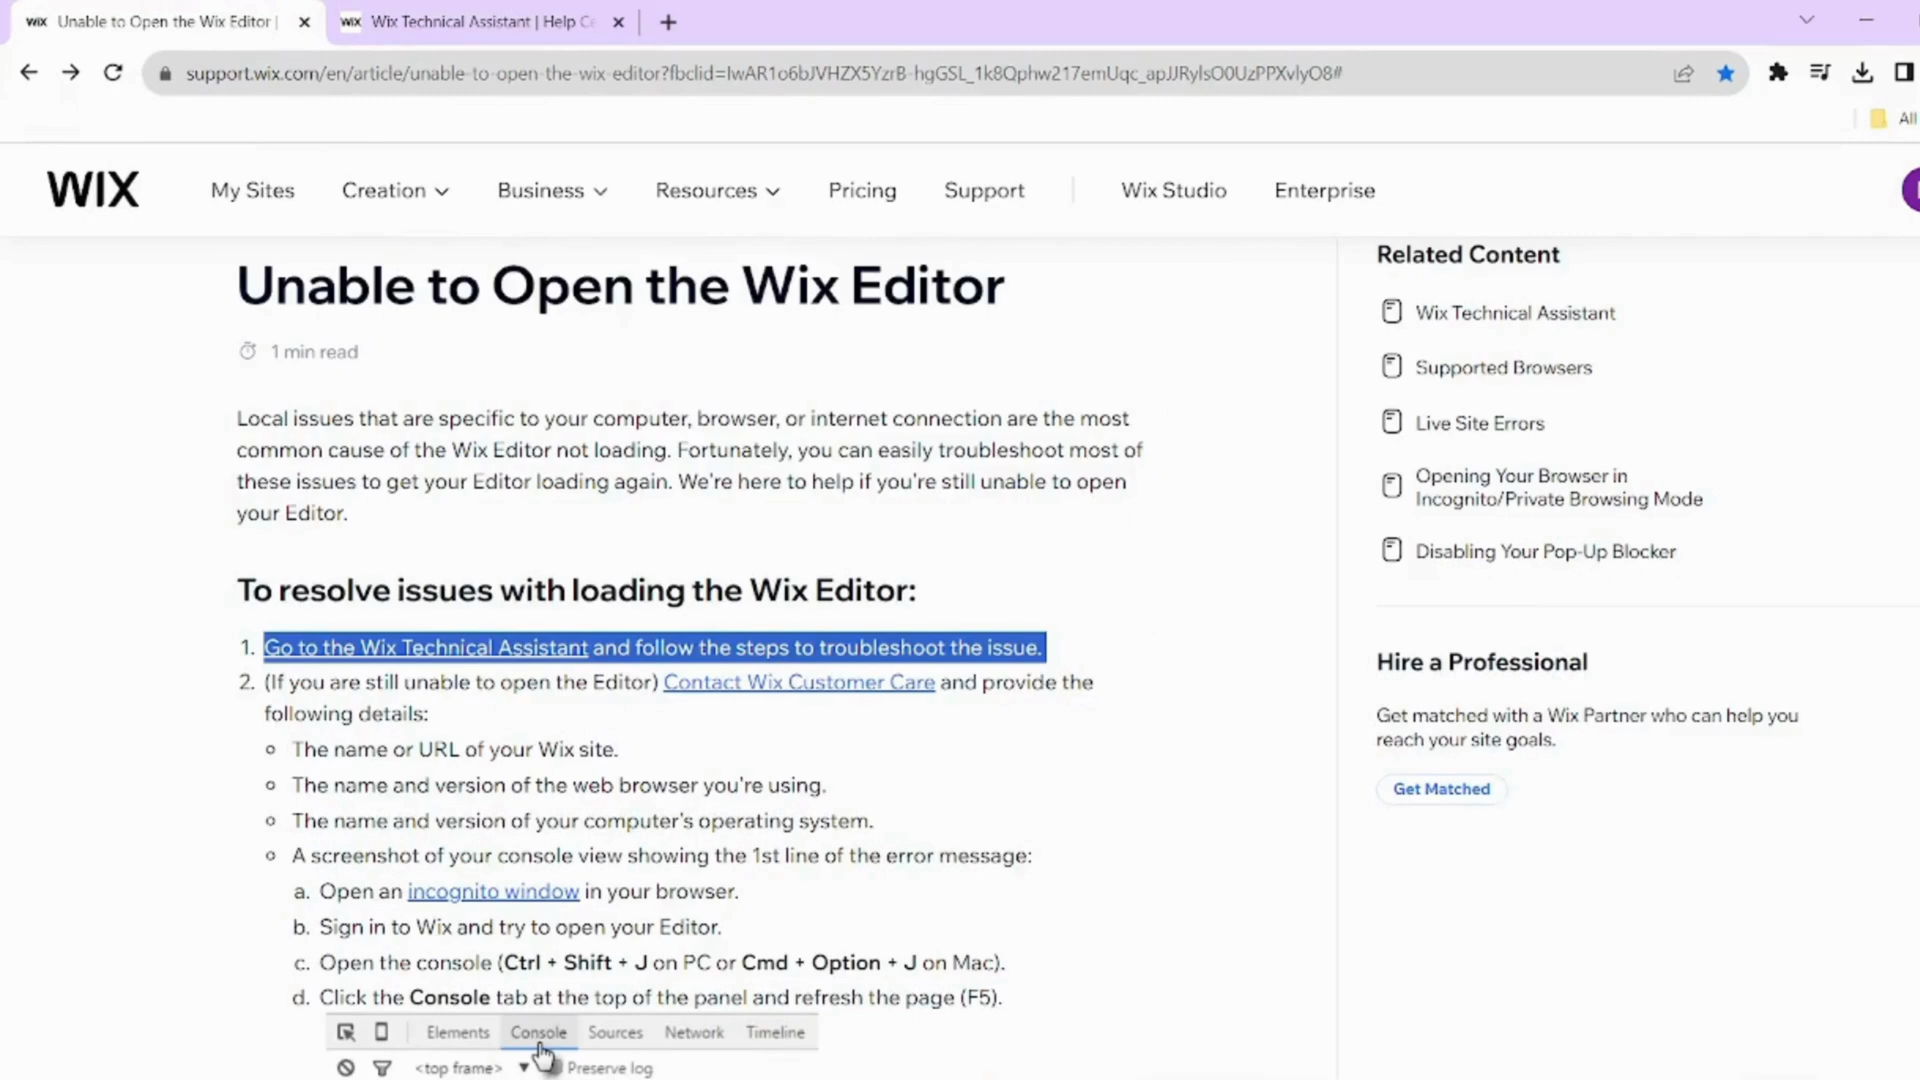 WIX Unable to Open the Wix Editor |
WIX Wix Technical Assistant | Help Ce
support.wix.com/en/article/unable-to-open-the-wix-editor?fbclid=IwAR1o6bJVHZX5YzrB-hgGSL_1k8Qphw217emUqc_apJJRylsO0UzPPXvlyO8#
All
WIX
My Sites
Creation
Business
Resources
Pricing
Support
Wix Studio
Enterprise
Unable to Open the Wix Editor
1 min read
Local issues that are specific to your computer, browser, or internet connection are the most
common cause of the Wix Editor not loading. Fortunately, you can easily troubleshoot most of
these issues to get your Editor loading again. We're here to help if you're still unable to open
your Editor.
To resolve issues with loading the Wix Editor:
1. Go to the Wix Technical Assistant and follow the steps to troubleshoot the issue.
2. (If you are still unable to open the Editor) Contact Wix Customer Care and provide the
following details:
The name or URL of your Wix site.
The name and version of the web browser you're using.
The name and version of your computer's operating system.
A screenshot of your console view showing the 1st line of the error message:
a. Open an incognito window in your browser.
b. Sign in to Wix and try to open your Editor.
c. Open the console (Ctrl + Shift + J on PC or Cmd + Option + J on Mac).
d. Click the Console tab at the top of the panel and refresh the page (F5).
Elements Console Sources Network Timeline
<top frame> ▼ Preserve log
Related Content
Wix Technical Assistant
Supported Browsers
Live Site Errors
Opening Your Browser in
Incognito/Private Browsing Mode
Disabling Your Pop-Up Blocker
Hire a Professional
Get matched with a Wix Partner who can help you
reach your site goals.
Get Matched